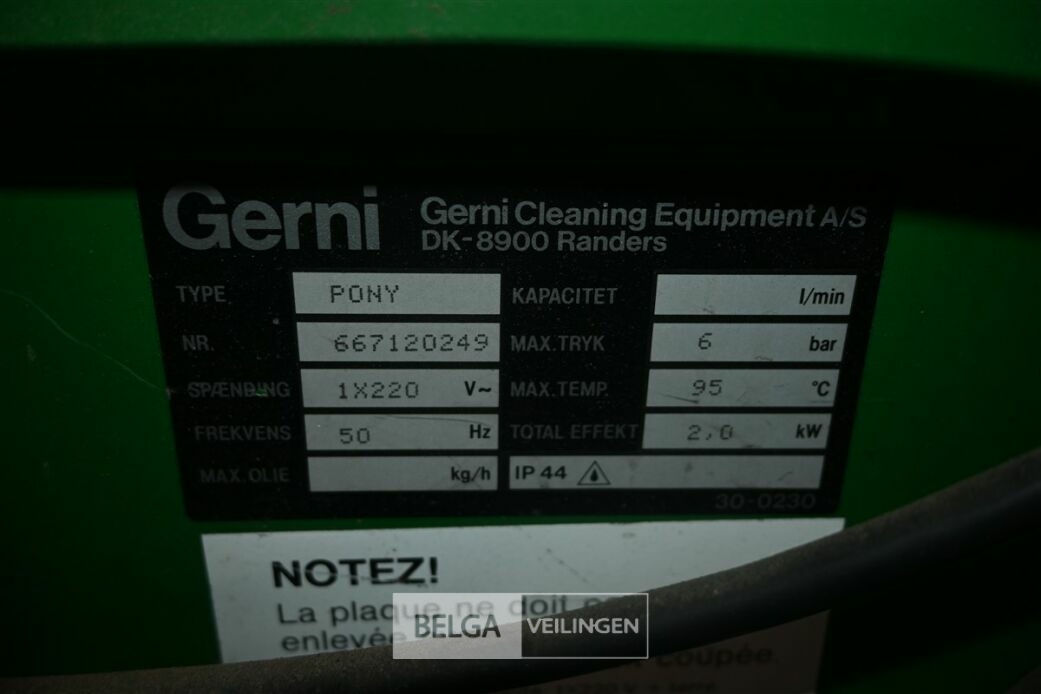 Gerni
Gerni Cleaning Equipment A/S
DK-8900 Randers
TYPE PONY KAPACITET l/min
NR. 667120249 MAX.TRYK 6 bar
SPÆNDING 1X220 V~ MAX.TEMP. 95 °C
FREKVENS 50 Hz TOTAL EFFEKT 2,0 kW
MAX.OLIE kg/h IP 44
30-0230
NOTEZ!
La plaque ne doit
enlevée
coupée.
BELGA VEILINGEN